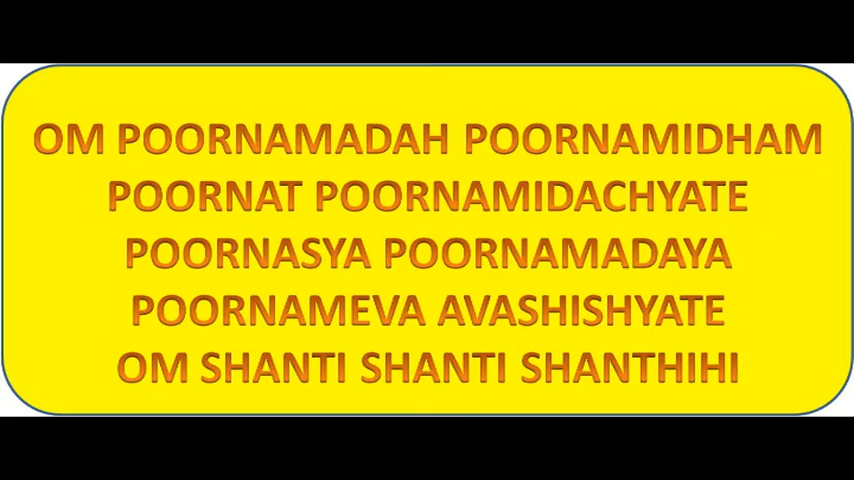 OM POORNAMADAH POORNAMIDHAM
POORNAT POORNAMIDACHYATE
POORNASYA POORNAMADAYA
POORNAMEVA AVASHISHYATE
OM SHANTI SHANTI SHANTHIHI